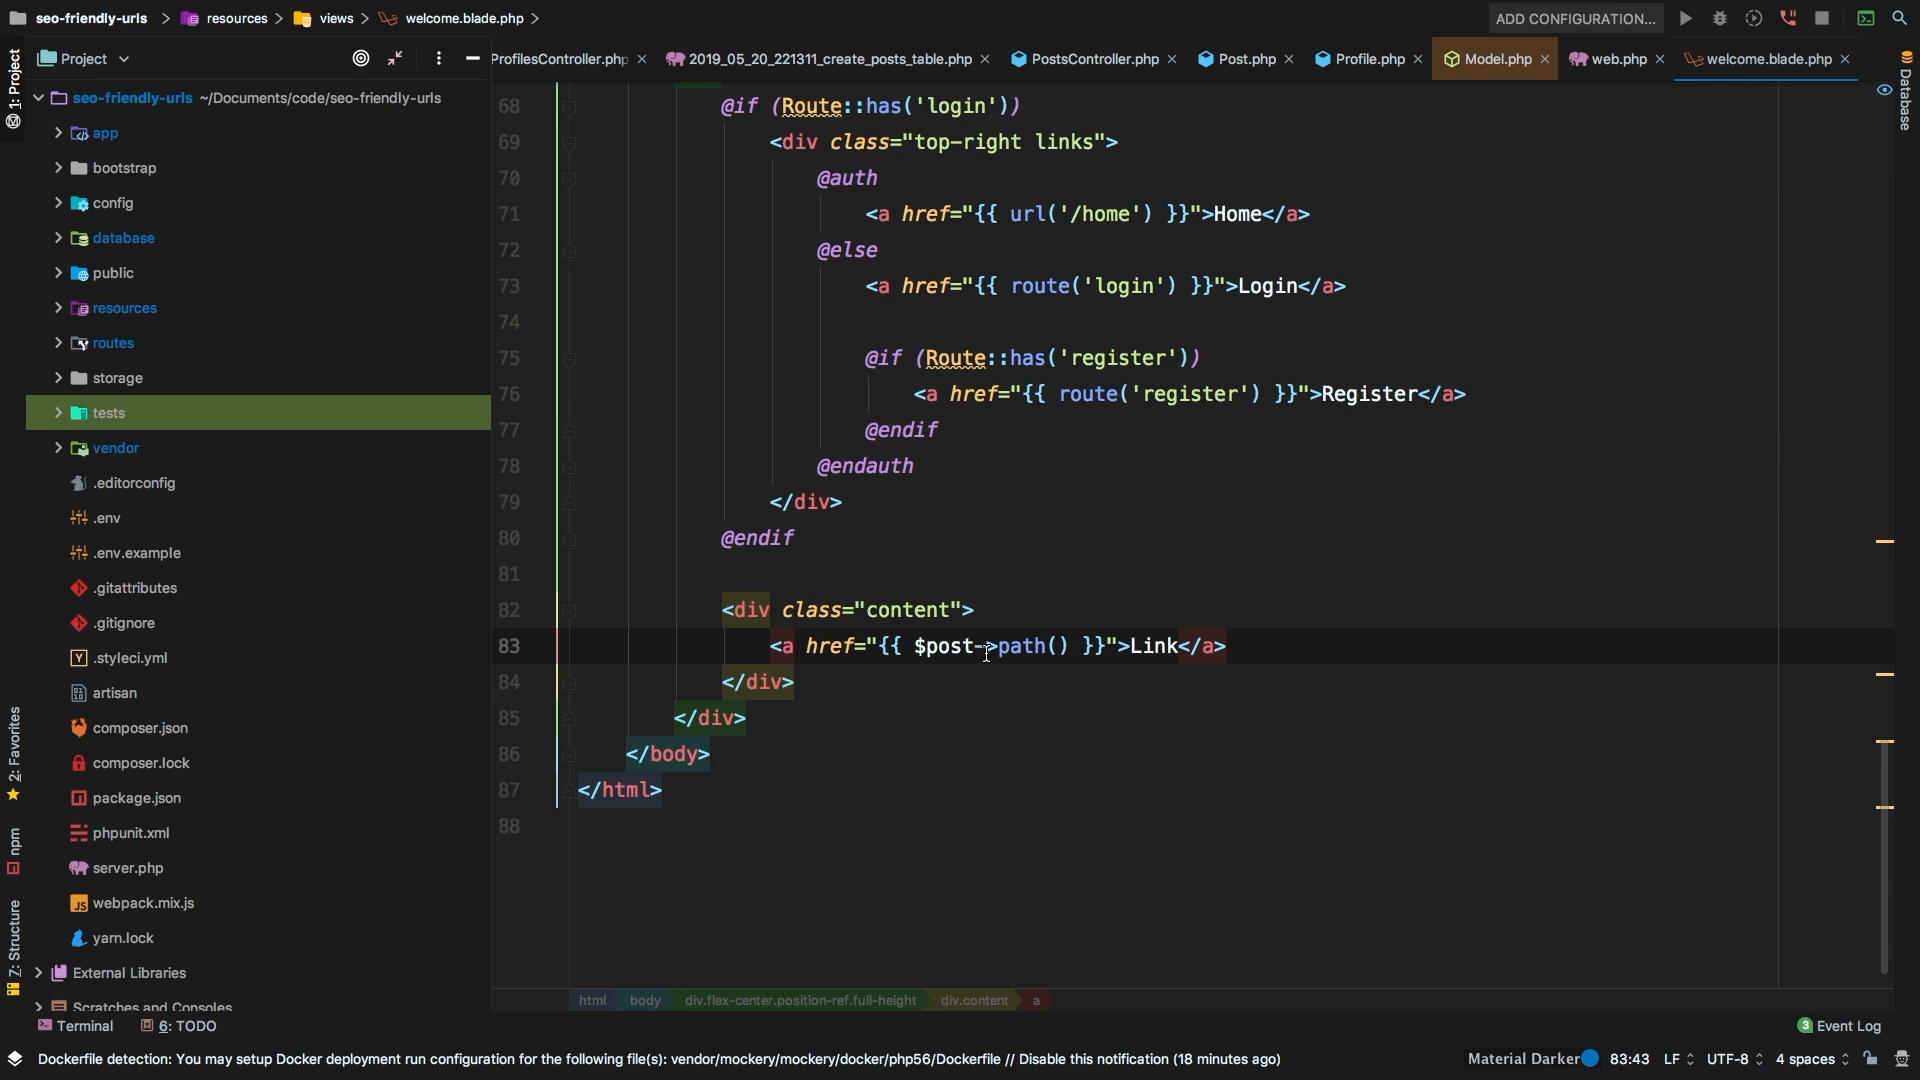 seo-friendly-urls resources views welcome.blade.php
ADD CONFIGURATION...
1: Project
Project
ProfilesController.php 2019_05_20_221311_create_posts_table.php PostsController.php Post.php Profile.php Model.php web.php welcome.blade.php
Database
seo-friendly-urls ~/Documents/code/seo-friendly-urls
app
bootstrap
config
database
public
resources
routes
storage
tests
vendor
.editorconfig
.env
.env.example
.gitattributes
.gitignore
.styleci.yml
artisan
composer.json
composer.lock
package.json
phpunit.xml
server.php
webpack.mix.js
yarn.lock
External Libraries
Scratches and Consoles
2: Favorites
npm
7: Structure
68 @if (Route::has('login'))
69 <div class="top-right links">
70 @auth
71 <a href="{{ url('/home') }}">Home</a>
72 @else
73 <a href="{{ route('login') }}">Login</a>
74
75 @if (Route::has('register'))
76 <a href="{{ route('register') }}">Register</a>
77 @endif
78 @endauth
79 </div>
80 @endif
81
82 <div class="content">
83 <a href="{{ $post->path() }}">Link</a>
84 </div>
85 </div>
86 </body>
87 </html>
88
html body div.flex-center.position-ref.full-height div.content a
Terminal 6: TODO
3 Event Log
Dockerfile detection: You may setup Docker deployment run configuration for the following file(s): vendor/mockery/mockery/docker/php56/Dockerfile // Disable this notification (18 minutes ago)
Material Darker 83:43 LF UTF-8 4 spaces